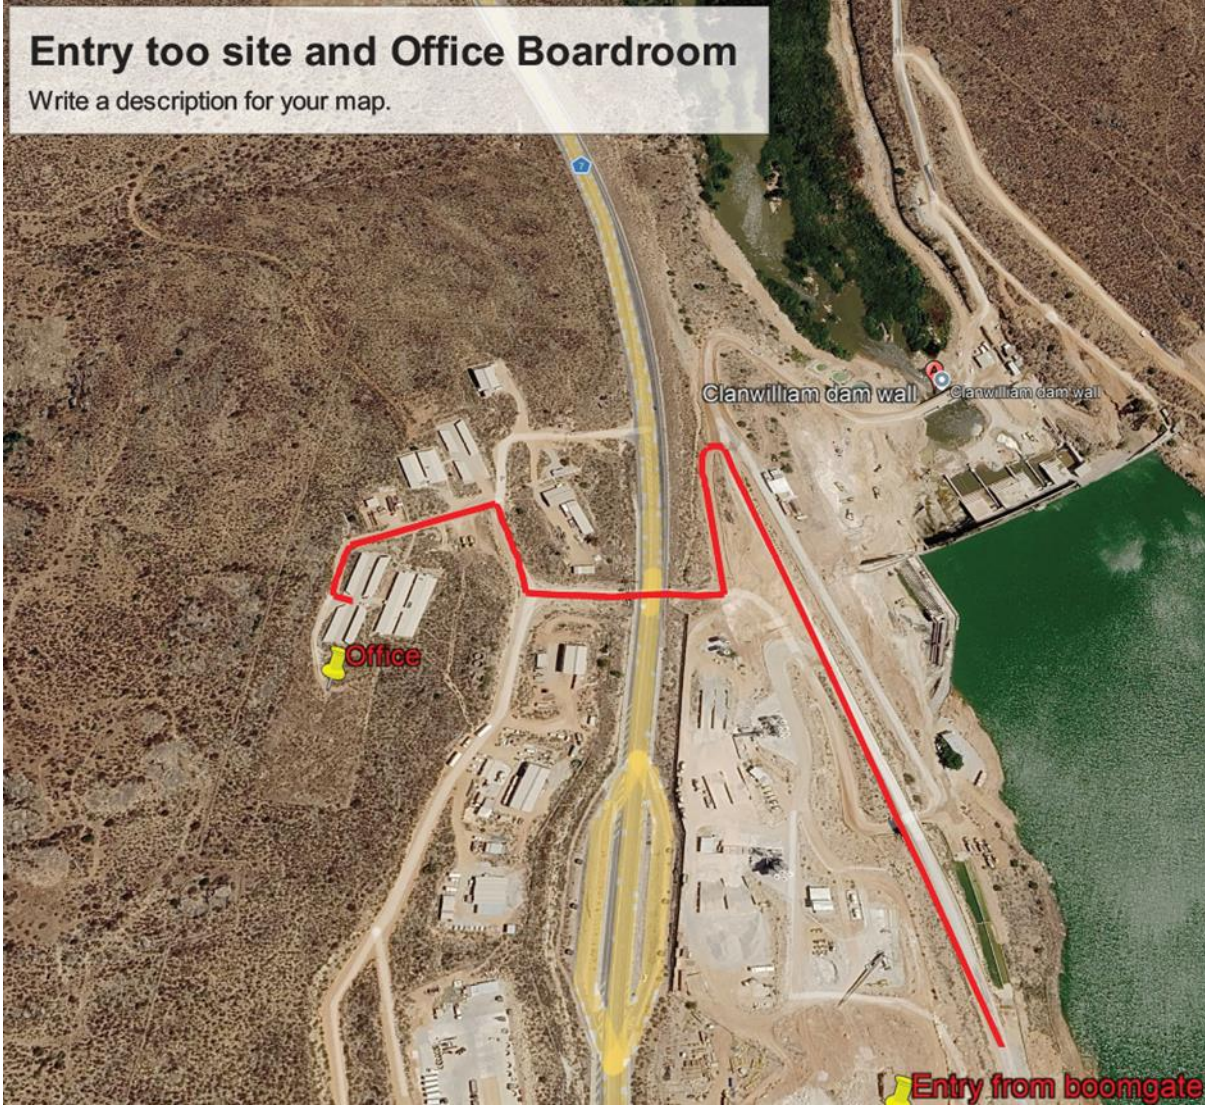 Entry too site and Office Boardroom
Write a description for your map.
7
A
Clanwilliam dam wall
Clanwilliam dam wall
Office
Entry from boomgate